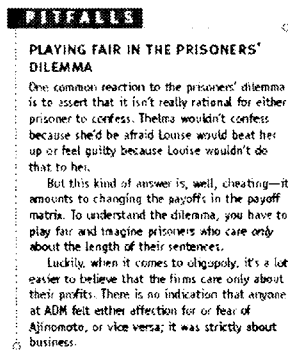 PITFALLS
PLAYING FAIR IN THE PRISONERS'
DILEMMA
One common reaction to the prisoners' dilemma
is to assert that it isn't really rational for either
prisoner to confess. Thelma wouldn't confess
because she'd be afraid Louise would beat her
up or feel guilty because Louise wouldn't do
that to her.
But this kind of answer is, well, cheating—it
amounts to changing the payoffs in the payoff
matrix. To understand the dilemma, you have to
play fair and imagine prisoners who care only
about the length of their sentences.
Luckily, when it comes to oligopoly, it's a lot
easier to believe that the firms care only about
their profits. There is no indication that anyone
at ADM felt either affection for or fear of
Ajinomoto, or vice versa; it was strictly about
business.